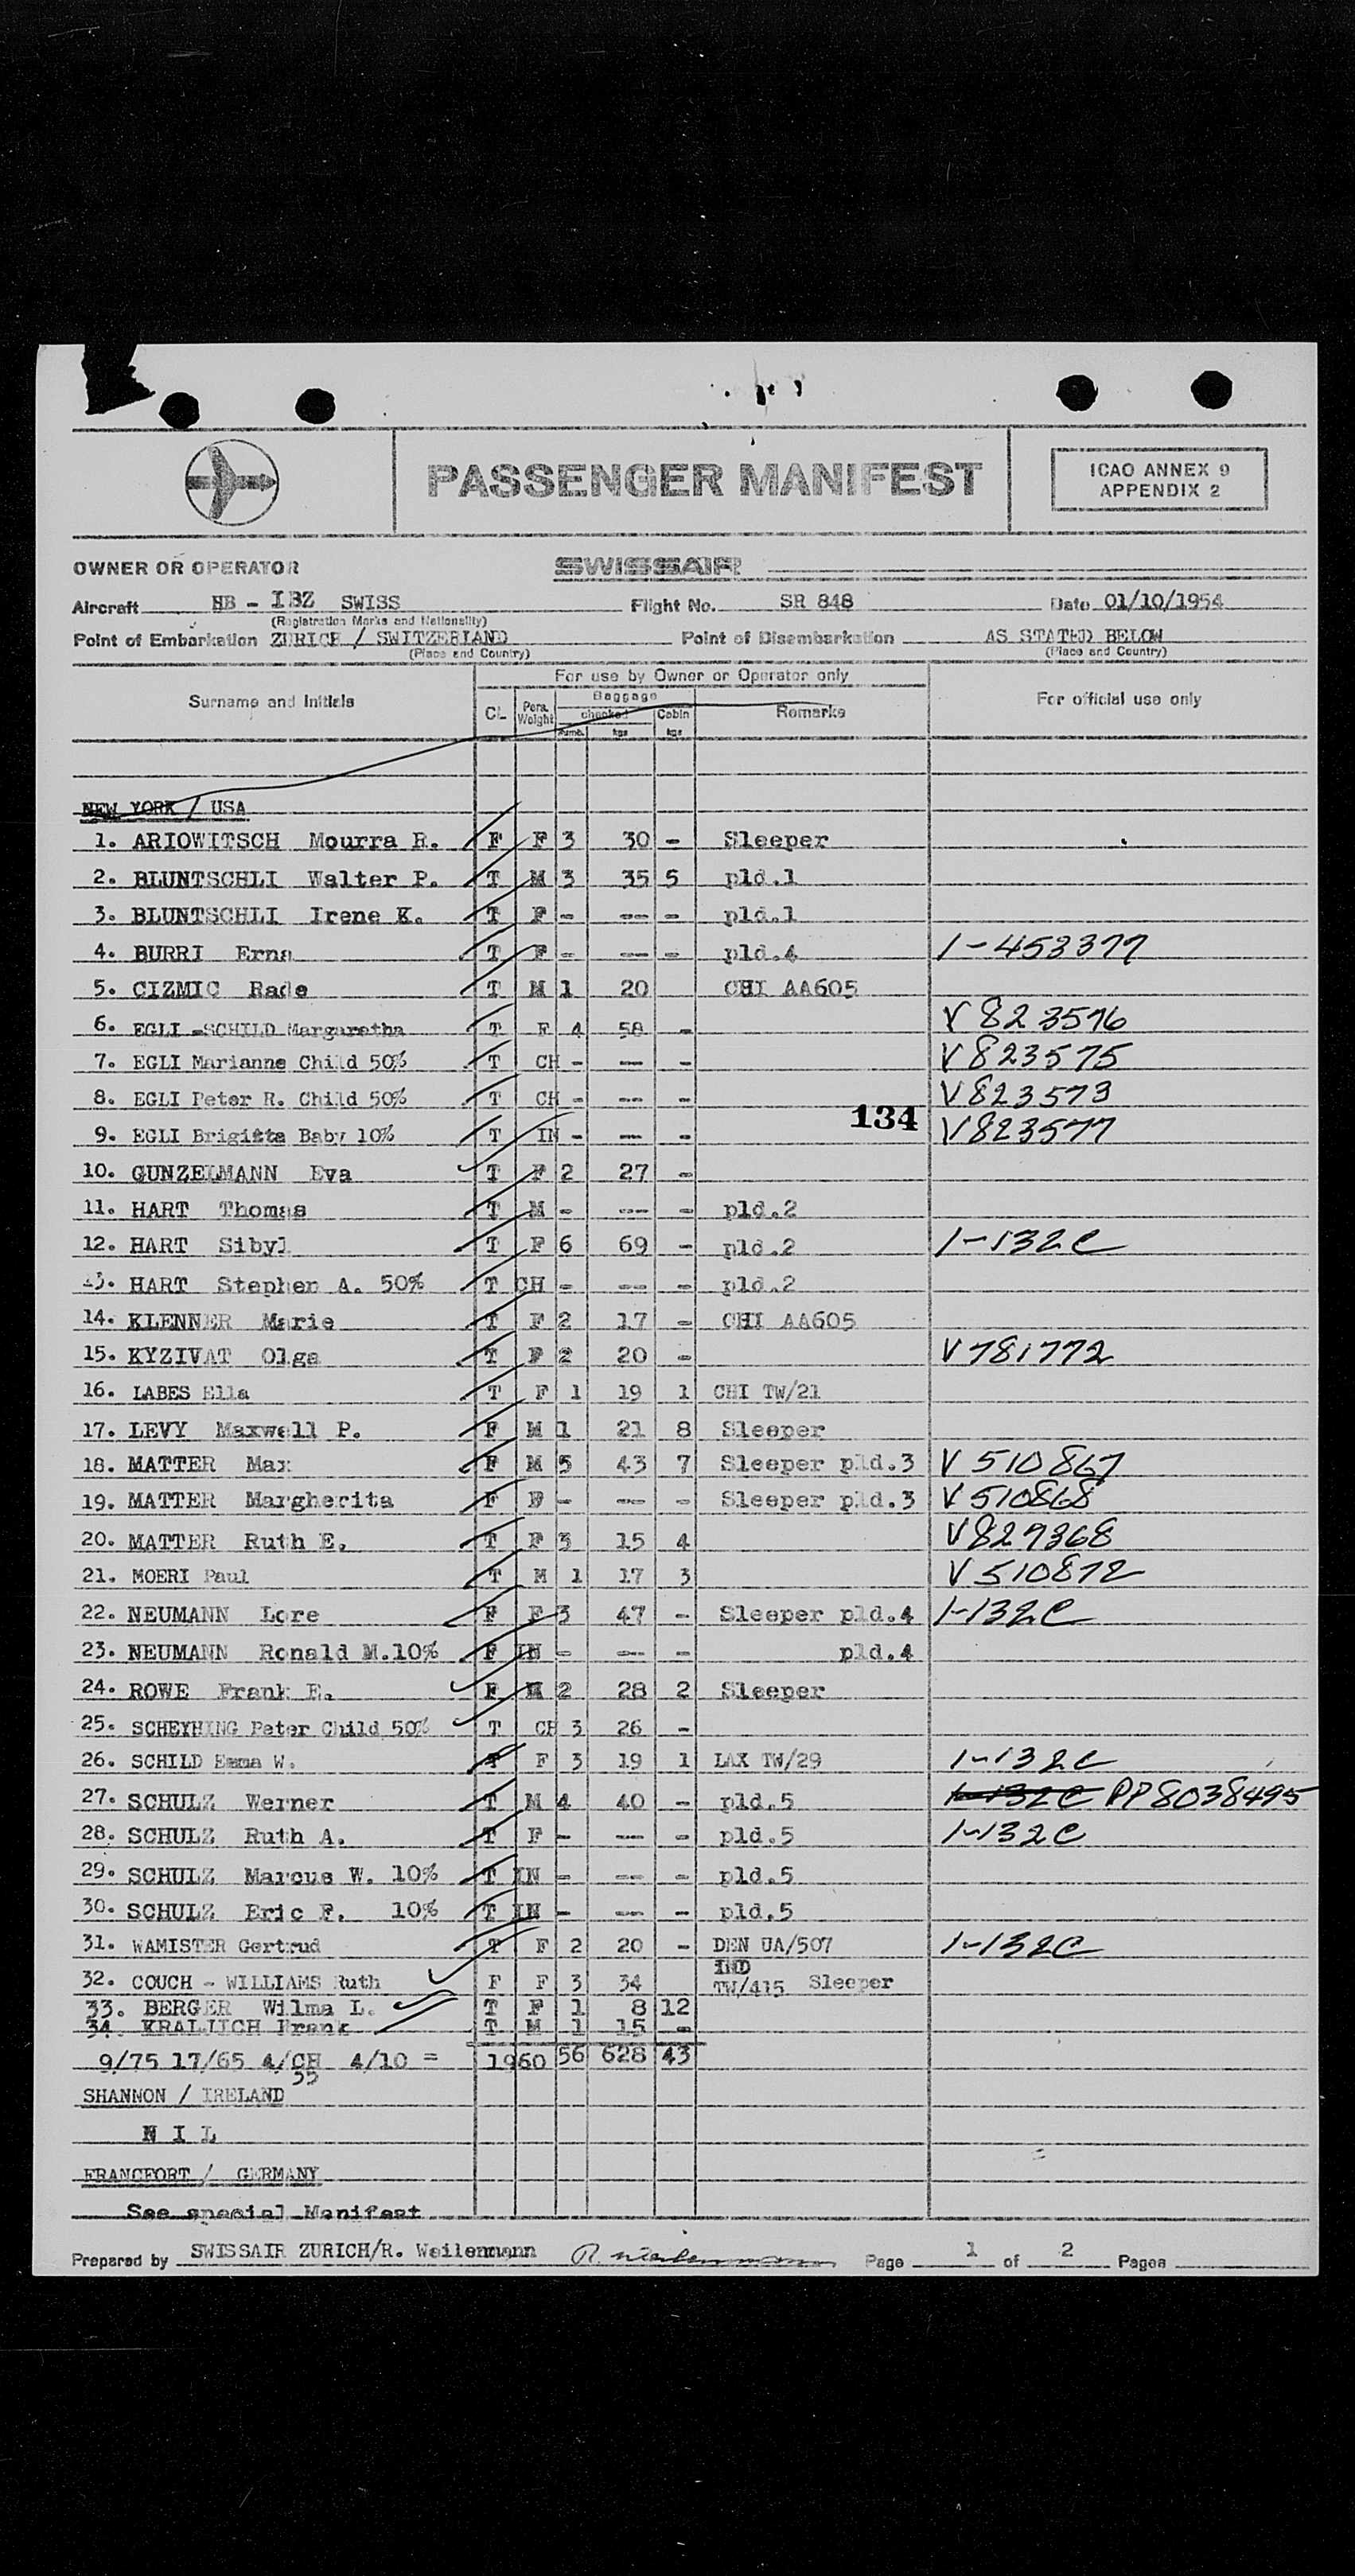 PASSENGER MANIFEST
ICAO ANNEX 9
APPENDIX 2
OWNER OR OPERATOR SWISSAIR
Aircraft HB - IBZ SWISS Flight No. SR 848 Date 01/10/1954
(Registration Marks and Nationality)
Point of Embarkation ZURICH / SWITZERLAND Point of Disembarkation AS STATED BELOW
(Place and Country) (Place and Country)
For use by Owner or Operator only
Surname and Initials CL Pers. Weight Baggage Remarks For official use only
checked Cabin
Numb. kgs kgs
NEW YORK / USA
1. ARIOWITSCH Mourra R. F F 3 30 - Sleeper
2. BLUNTSCHLI Walter P. T M 3 35 5 pld.1
3. BLUNTSCHLI Irene K. T F - --- - pld.1
4. BURRI Erna T F - --- - pld.4 1-453377
5. CIZMIC Rade T M 1 20 CHI AA605
6. EGLI -SCHILD Margaretha T F 4 58 - V 823576
7. EGLI Marianne Child 50% T CH - --- - V823575
8. EGLI Peter R. Child 50% T CH - --- - V823573
134
9. EGLI Brigitte Baby 10% T IN - --- - V823577
10. GUNZELMANN Eva T F 2 27 -
11. HART Thomas T M - --- - pld.2
12. HART Sibyl T F 6 69 - pld.2 1-132C
13. HART Stephen A. 50% T CH - --- - pld.2
14. KLENNER Marie T F 2 17 - CHI AA605
15. KYZIVAT Olga T F 2 20 - V781772
16. LABES Ella T F 1 19 1 CHI TW/21
17. LEVY Maxwell P. F M 1 21 8 Sleeper
18. MATTER Max F M 5 43 7 Sleeper pld.3 V 510867
19. MATTER Margherita F F - --- - Sleeper pld.3 V 510868
20. MATTER Ruth E. T F 3 15 4 V829368
21. MOERI Paul T M 1 17 3 V 510872
22. NEUMANN Lore F F 3 47 - Sleeper pld.4 1-132C
23. NEUMANN Ronald M.10% F IN - --- - pld.4
24. ROWE Frank E. F M 2 28 2 Sleeper
25. SCHEYHING Peter Child 50% T CH 3 26 -
26. SCHILD Emma W. T F 3 19 1 LAX TW/29 1-132C
27. SCHULZ Werner T M 4 40 - pld.5 1-132C PP8038495
28. SCHULZ Ruth A. T F - --- - pld.5 1-132C
29. SCHULZ Marcus W. 10% T IN - --- - pld.5
30. SCHULZ Eric F. 10% T IN - --- - pld.5
31. WAMISTER Gertrud T F 2 20 - DEN UA/507 1-132C
IND
32. COUCH - WILLIAMS Ruth F F 3 34 TW/415 Sleeper
33. BERGER Wilma L. T F 1 8 12
34. KRALLICH Frank T M 1 15 -
9/75 17/65 4/CH 4/10 = 1960 56 628 43
35
SHANNON / IRELAND
N I L
FRANCFORT / GERMANY
See special Manifest
Prepared by SWISSAIR ZURICH/R. Weilenmann R. Weilenmann Page 1 of 2 Pages